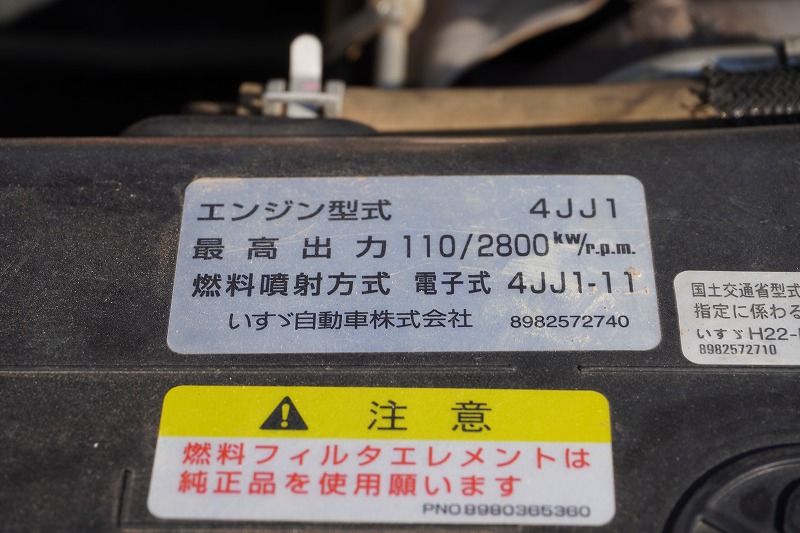 エンジン型式 4JJ1
最高出力 110/2800kW/r.p.m.
燃料噴射方式 電子式 4JJ1-11
いすゞ自動車株式会社 8982572740
国土交通省型式
指定に係わる
いすゞH22-
8982572710
注意
燃料フィルタエレメントは
純正品を使用願います
PNO.8980365360